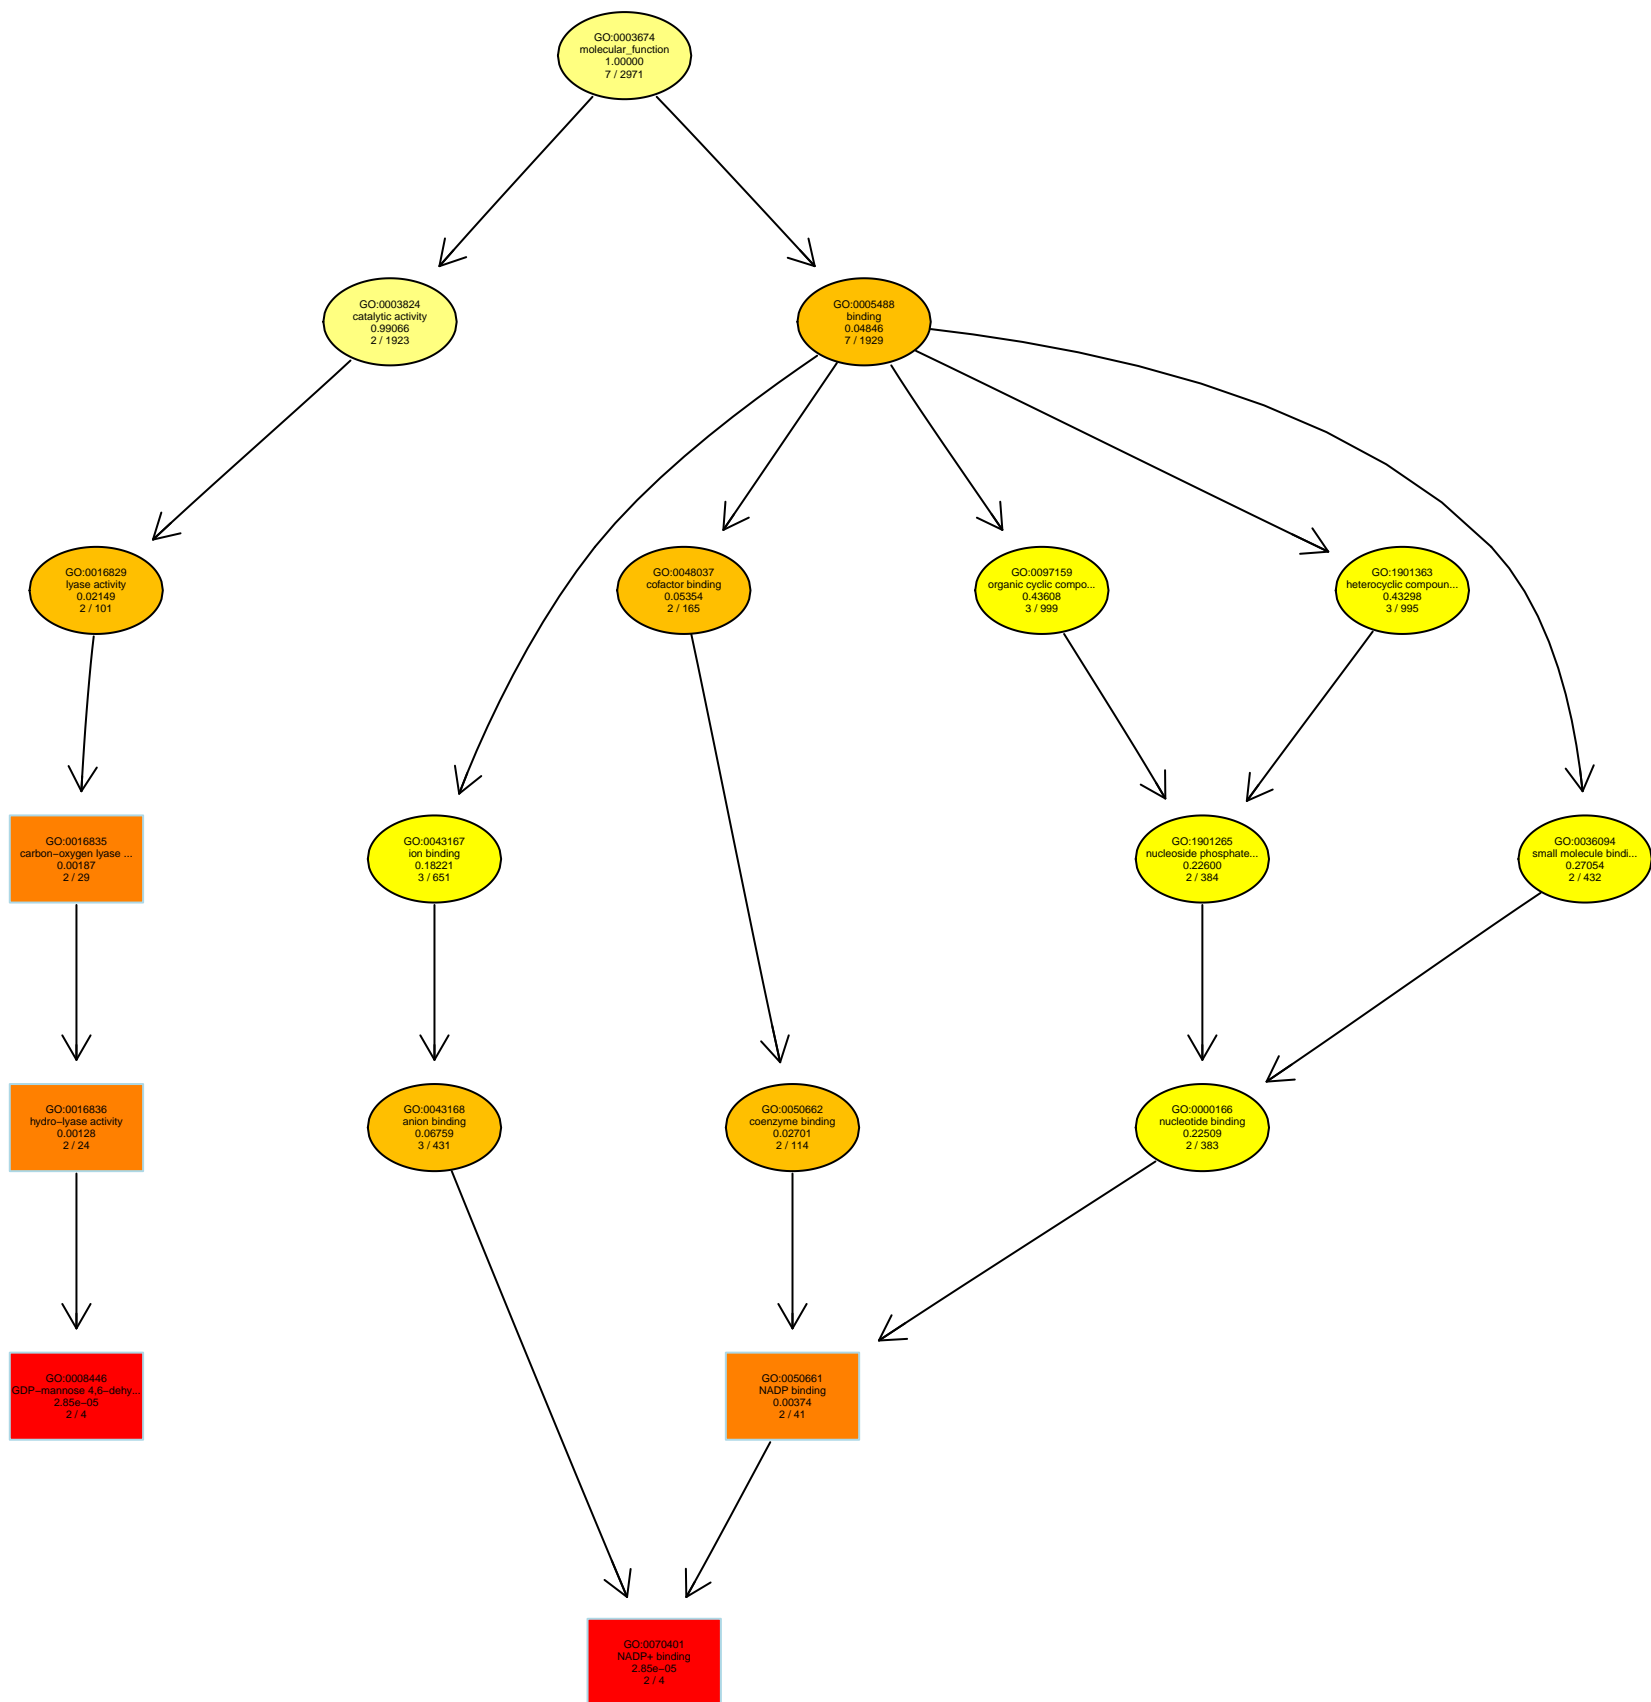 GO:0003674
molecular_function
1.00000
7 / 2971
GO:0003824
catalytic activity
0.99066
2 / 1923
GO:0005488
binding
0.04846
7 / 1929
GO:0016829
lyase activity
0.02149
2 / 101
GO:0048037
cofactor binding
0.05354
2 / 165
GO:0097159
organic cyclic compo...
0.43608
3 / 999
GO:1901363
heterocyclic compoun...
0.43298
3 / 995
GO:0016835
carbon−oxygen lyase ...
0.00187
2 / 29
GO:0043167
ion binding
0.18221
3 / 651
GO:1901265
nucleoside phosphate...
0.22600
2 / 384
GO:0036094
small molecule bindi...
0.27054
2 / 432
GO:0016836
hydro−lyase activity
0.00128
2 / 24
GO:0043168
anion binding
0.06759
3 / 431
GO:0050662
coenzyme binding
0.02701
2 / 114
GO:0000166
nucleotide binding
0.22509
2 / 383
GO:0008446
GDP−mannose 4,6−dehy...
2.85e−05
2 / 4
GO:0050661
NADP binding
0.00374
2 / 41
GO:0070401
NADP+ binding
2.85e−05
2 / 4